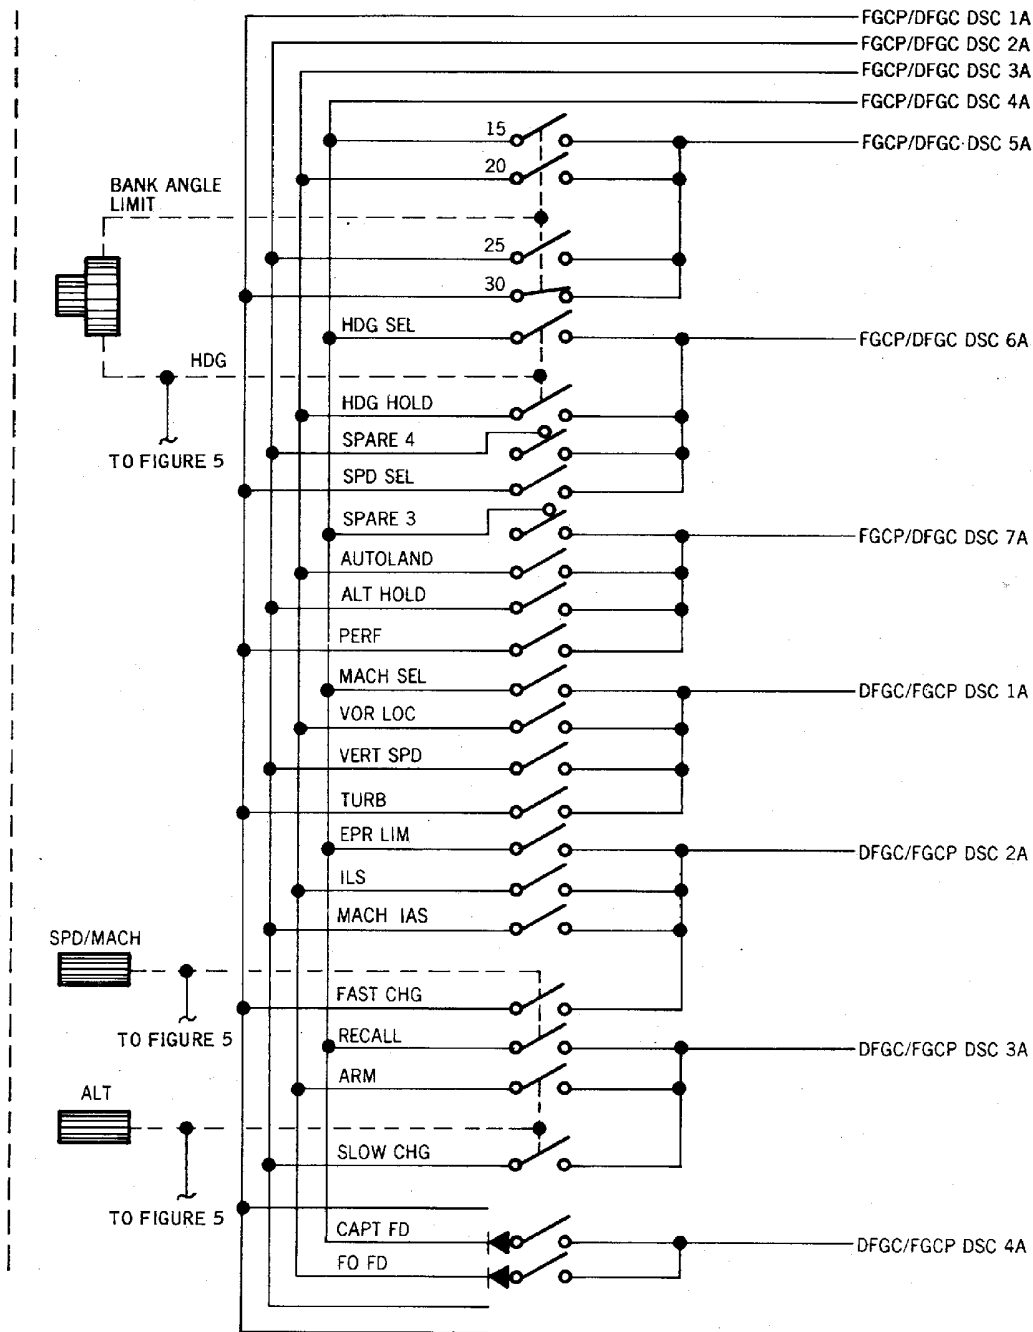 FGCP/DFGC DSC 1A
FGCP/DFGC DSC 2A
FGCP/DFGC DSC 3A
FGCP/DFGC DSC 4A
15
FGCP/DFGC DSC 5A
20
BANK ANGLE
LIMIT
25
30
HDG SEL
FGCP/DFGC DSC 6A
HDG
HDG HOLD
SPARE 4
TO FIGURE 5
SPD SEL
SPARE 3
FGCP/DFGC DSC 7A
AUTOLAND
ALT HOLD
PERF
MACH SEL
DFGC/FGCP DSC 1A
VOR LOC
VERT SPD
TURB
EPR LIM
DFGC/FGCP DSC 2A
ILS
MACH IAS
SPD/MACH
FAST CHG
TO FIGURE 5
RECALL
DFGC/FGCP DSC 3A
ARM
ALT
SLOW CHG
TO FIGURE 5
CAPT FD
DFGC/FGCP DSC 4A
FO FD